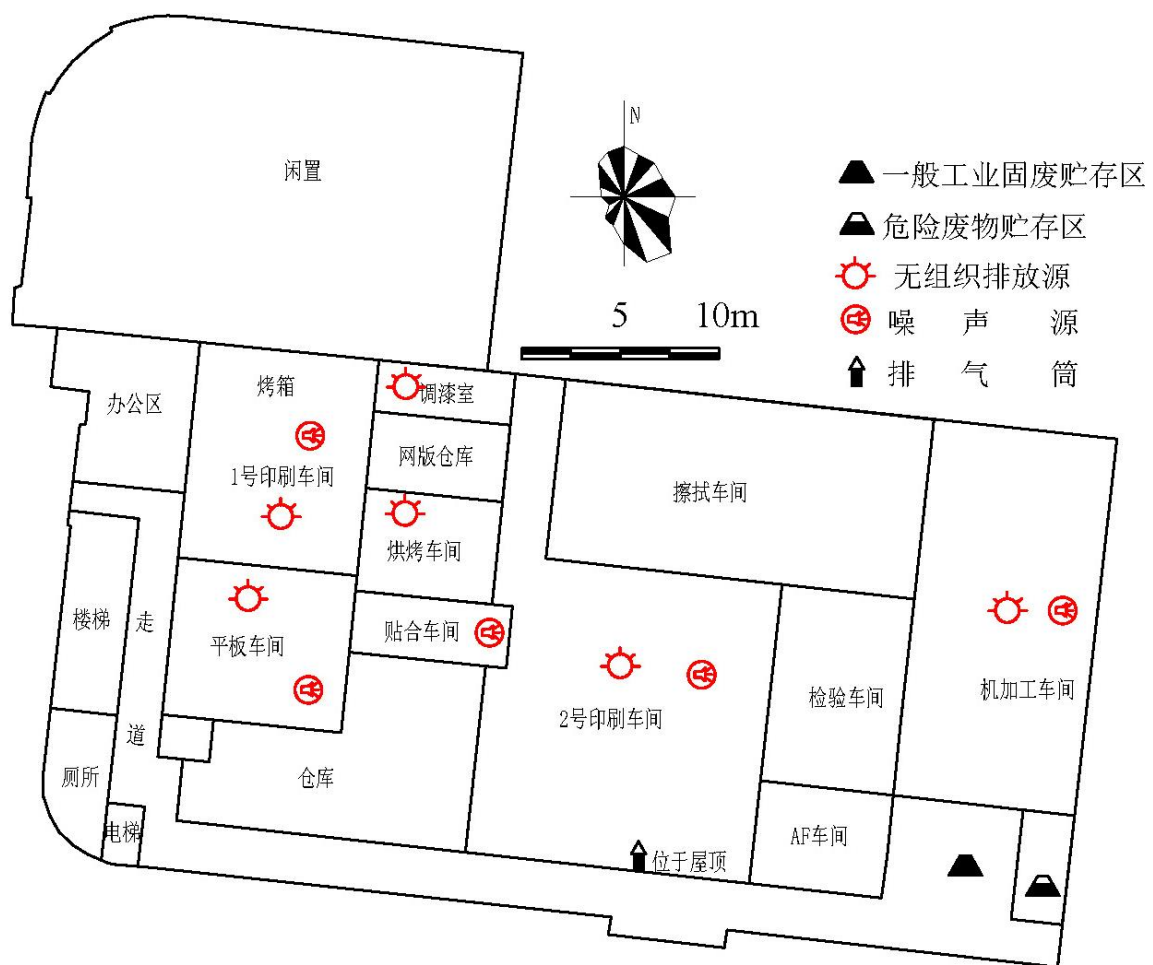 N
闲置
一般工业固废贮存区
危险废物贮存区
无组织排放源
噪声源
排气筒
5 10m
烤箱
调漆室
办公区
网版仓库
1号印刷车间
擦拭车间
烘烤车间
楼梯
走道
贴合车间
平板车间
检验车间
机加工车间
2号印刷车间
厕所
仓库
电梯
AF车间
位于屋顶